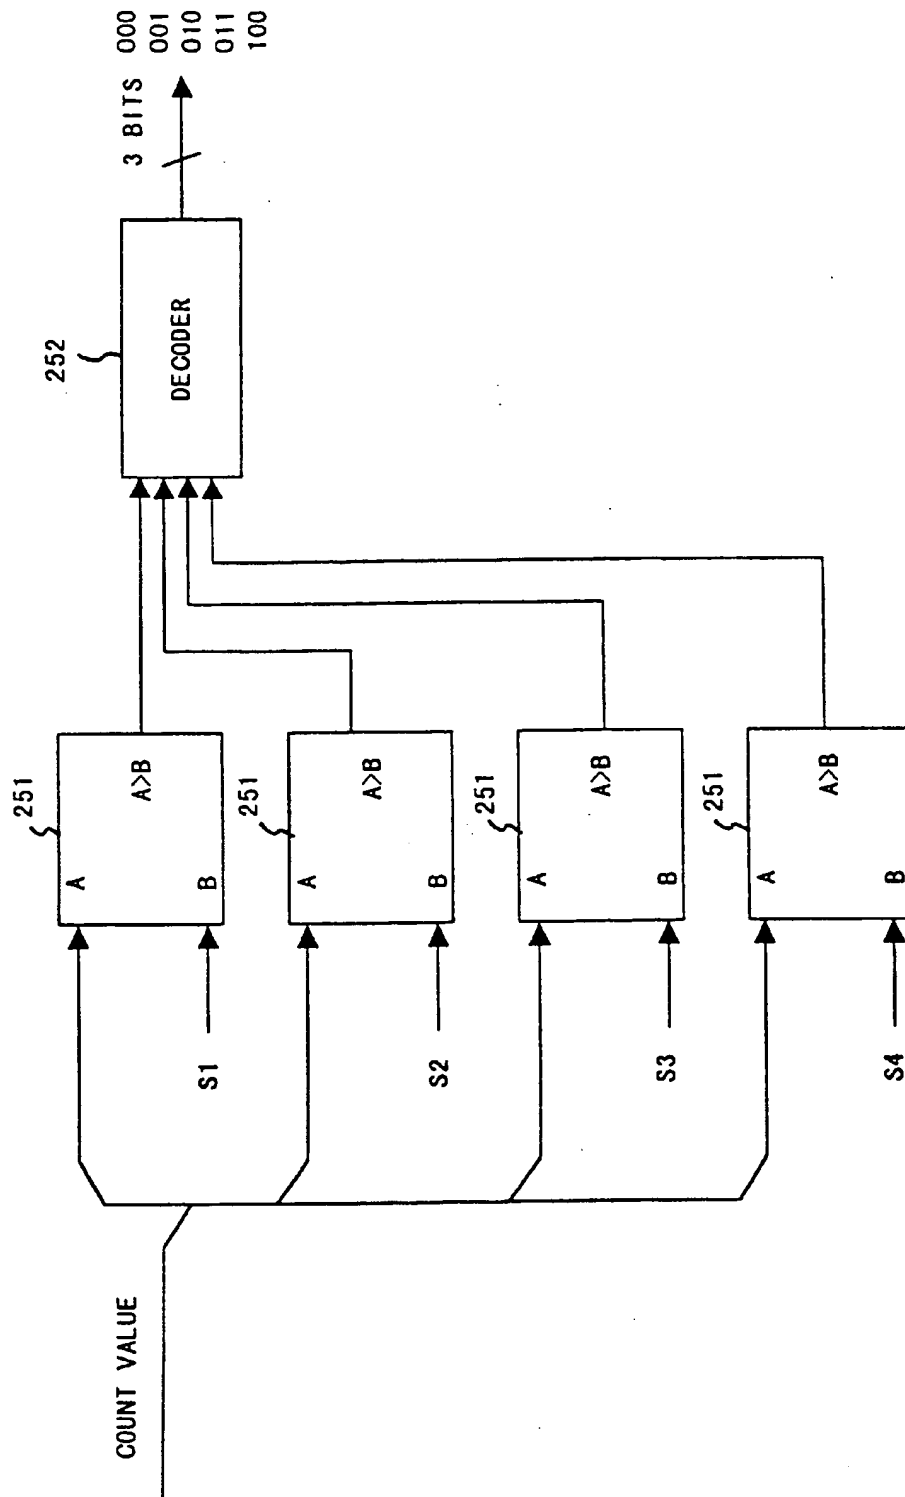 COUNT VALUE
S1
S2
S3
S4
251
A
B
A>B
251
A
B
A>B
251
A
B
A>B
251
A
B
A>B
252
DECODER
3 BITS
000
001
010
011
100